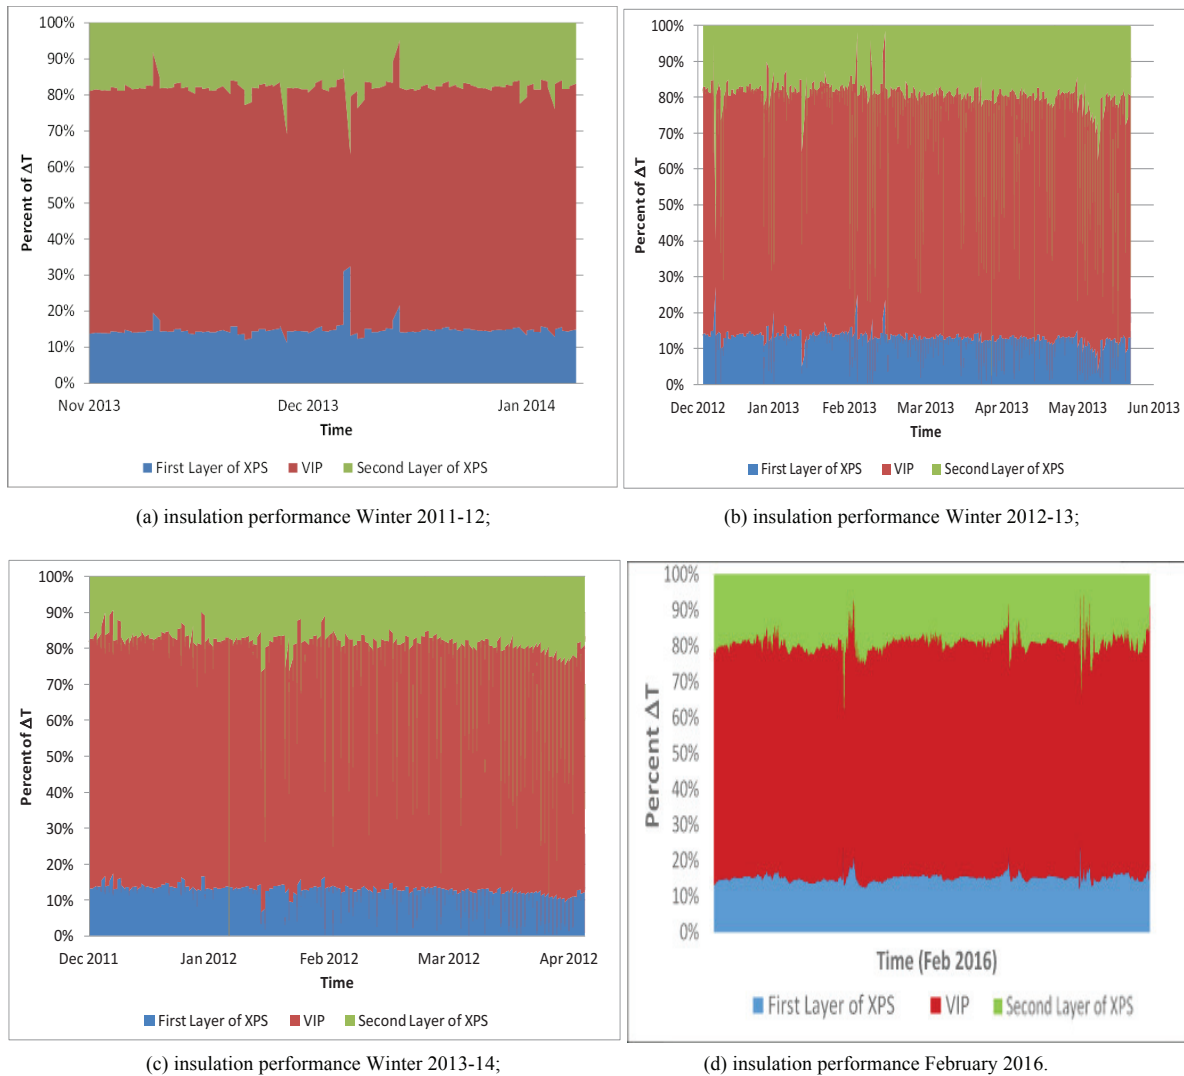 100%
90%
80%
70%
60%
50%
40%
30%
20%
10%
0%
Percent of ΔT
Nov 2013 Dec 2013 Jan 2014
Time
First Layer of XPS VIP Second Layer of XPS
(a) insulation performance Winter 2011-12;
100%
90%
80%
70%
60%
50%
40%
30%
20%
10%
0%
Percent of ΔT
Dec 2012 Jan 2013 Feb 2013 Mar 2013 Apr 2013 May 2013 Jun 2013
Time
First Layer of XPS VIP Second Layer of XPS
(b) insulation performance Winter 2012-13;
100%
90%
80%
70%
60%
50%
40%
30%
20%
10%
0%
Percent of ΔT
Dec 2011 Jan 2012 Feb 2012 Mar 2012 Apr 2012
Time
First Layer of XPS VIP Second Layer of XPS
(c) insulation performance Winter 2013-14;
100%
90%
80%
70%
60%
50%
40%
30%
20%
10%
0%
Percent ΔT
Time (Feb 2016)
First Layer of XPS VIP Second Layer of XPS
(d) insulation performance February 2016.